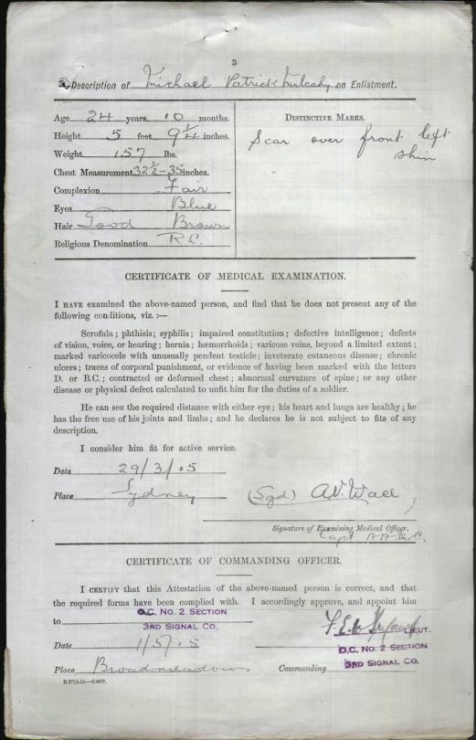 3
Description of Michael Patrick Mulcahy on Enlistment.
Age 24 years 10 months.
Height 5 feet 9 1/4 inches.
Weight 157 lbs.
Chest Measurement 32 1/2 - 35 inches.
Complexion Fair
Eyes Blue
Hair Good Brown
Religious Denomination R.C.
DISTINCTIVE MARKS.
Scar over front left
shin
CERTIFICATE OF MEDICAL EXAMINATION.
I HAVE examined the above-named person, and find that he does not present any of the
following conditions, viz.:—
Scrofula; phthisis; syphilis; impaired constitution; defective intelligence; defects
of vision, voice, or hearing; hernia; hæmorrhoids; varicose veins, beyond a limited extent;
marked varicocele with unusually pendent testicle; inveterate cutaneous disease; chronic
ulcers; traces of corporal punishment, or evidence of having been marked with the letters
D. or B.C.; contracted or deformed chest; abnormal curvature of spine; or any other
disease or physical defect calculated to unfit him for the duties of a soldier.
He can see the required distance with either eye; his heart and lungs are healthy; he
has the free use of his joints and limbs; and he declares he is not subject to fits of any
description.
I consider him fit for active service.
Date 29/3/15
Place Sydney
(Sgd) A.V. Wall
Signature of Examining Medical Officer.
Capt A.A.M.C.
CERTIFICATE OF COMMANDING OFFICER.
I CERTIFY that this Attestation of the above-named person is correct, and that
the required forms have been complied with. I accordingly approve, and appoint him
to O.C. NO. 2 SECTION
3RD SIGNAL CO.
LIEUT.
Date 1/5/15
O.C. NO. 2 SECTION
Place Broadmeadows
Commanding 3RD SIGNAL CO.